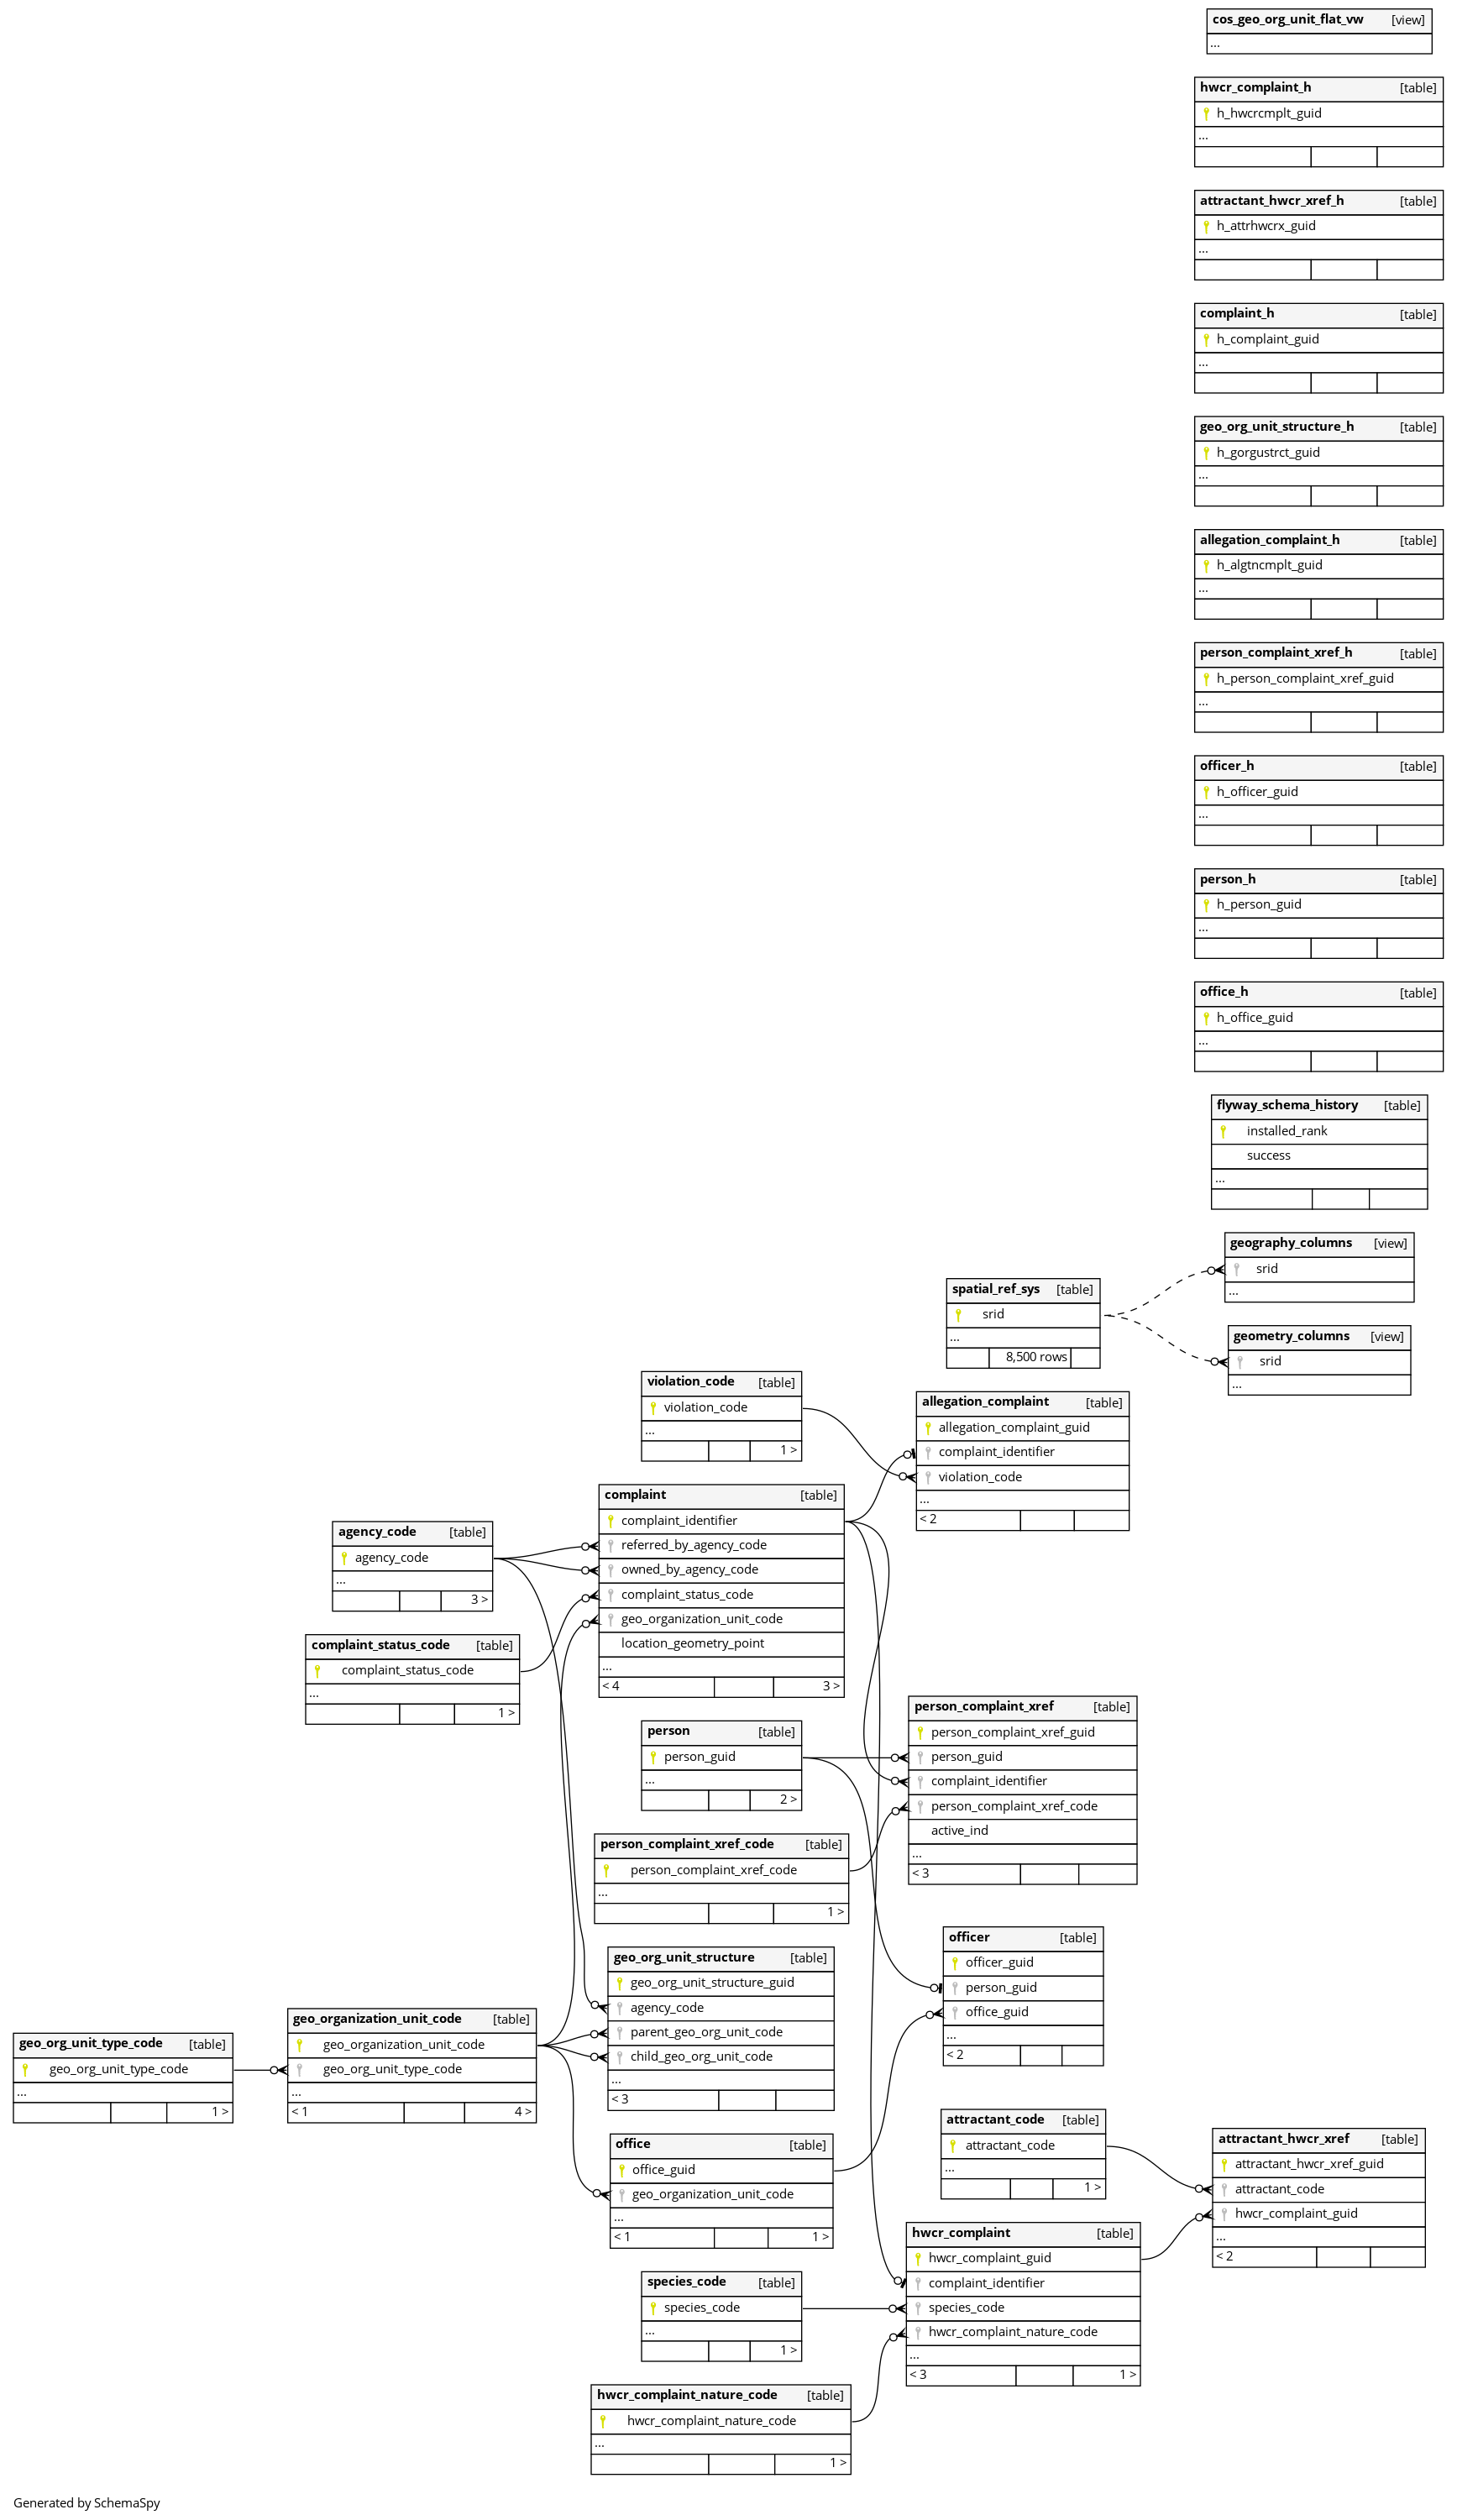 cos_geo_org_unit_flat_vw [view]
...
hwcr_complaint_h [table]
h_hwcrcmplt_guid
...
attractant_hwcr_xref_h [table]
h_attrhwcrx_guid
...
complaint_h [table]
h_complaint_guid
...
geo_org_unit_structure_h [table]
h_gorgustrct_guid
...
allegation_complaint_h [table]
h_algtncmplt_guid
...
person_complaint_xref_h [table]
h_person_complaint_xref_guid
...
officer_h [table]
h_officer_guid
...
person_h [table]
h_person_guid
...
office_h [table]
h_office_guid
...
flyway_schema_history [table]
installed_rank
success
...
geography_columns [view]
srid
...
spatial_ref_sys [table]
srid
...
8,500 rows
geometry_columns [view]
srid
...
violation_code [table]
violation_code
...
1 >
allegation_complaint [table]
allegation_complaint_guid
complaint_identifier
violation_code
...
< 2
complaint [table]
complaint_identifier
referred_by_agency_code
owned_by_agency_code
complaint_status_code
geo_organization_unit_code
location_geometry_point
...
< 4 3 >
agency_code [table]
agency_code
...
3 >
complaint_status_code [table]
complaint_status_code
...
1 >
person [table]
person_guid
...
2 >
person_complaint_xref [table]
person_complaint_xref_guid
person_guid
complaint_identifier
person_complaint_xref_code
active_ind
...
< 3
person_complaint_xref_code [table]
person_complaint_xref_code
...
1 >
officer [table]
officer_guid
person_guid
office_guid
...
< 2
geo_org_unit_structure [table]
geo_org_unit_structure_guid
agency_code
parent_geo_org_unit_code
child_geo_org_unit_code
...
< 3
geo_organization_unit_code [table]
geo_organization_unit_code
geo_org_unit_type_code
...
< 1 4 >
geo_org_unit_type_code [table]
geo_org_unit_type_code
...
1 >
office [table]
office_guid
geo_organization_unit_code
...
< 1 1 >
attractant_code [table]
attractant_code
...
1 >
attractant_hwcr_xref [table]
attractant_hwcr_xref_guid
attractant_code
hwcr_complaint_guid
...
< 2
hwcr_complaint [table]
hwcr_complaint_guid
complaint_identifier
species_code
hwcr_complaint_nature_code
...
< 3 1 >
species_code [table]
species_code
...
1 >
hwcr_complaint_nature_code [table]
hwcr_complaint_nature_code
...
1 >
Generated by SchemaSpy